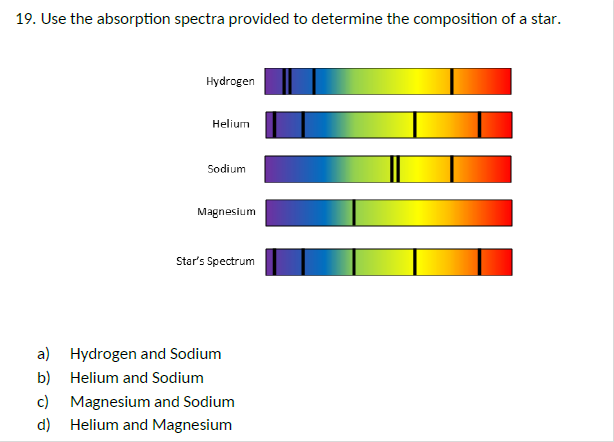 19. Use the absorption spectra provided to determine the composition of a star.
Hydrogen
Helium
Sodium
Magnesium
Star's Spectrum
a) Hydrogen and Sodium
b) Helium and Sodium
c) Magnesium and Sodium
d) Helium and Magnesium